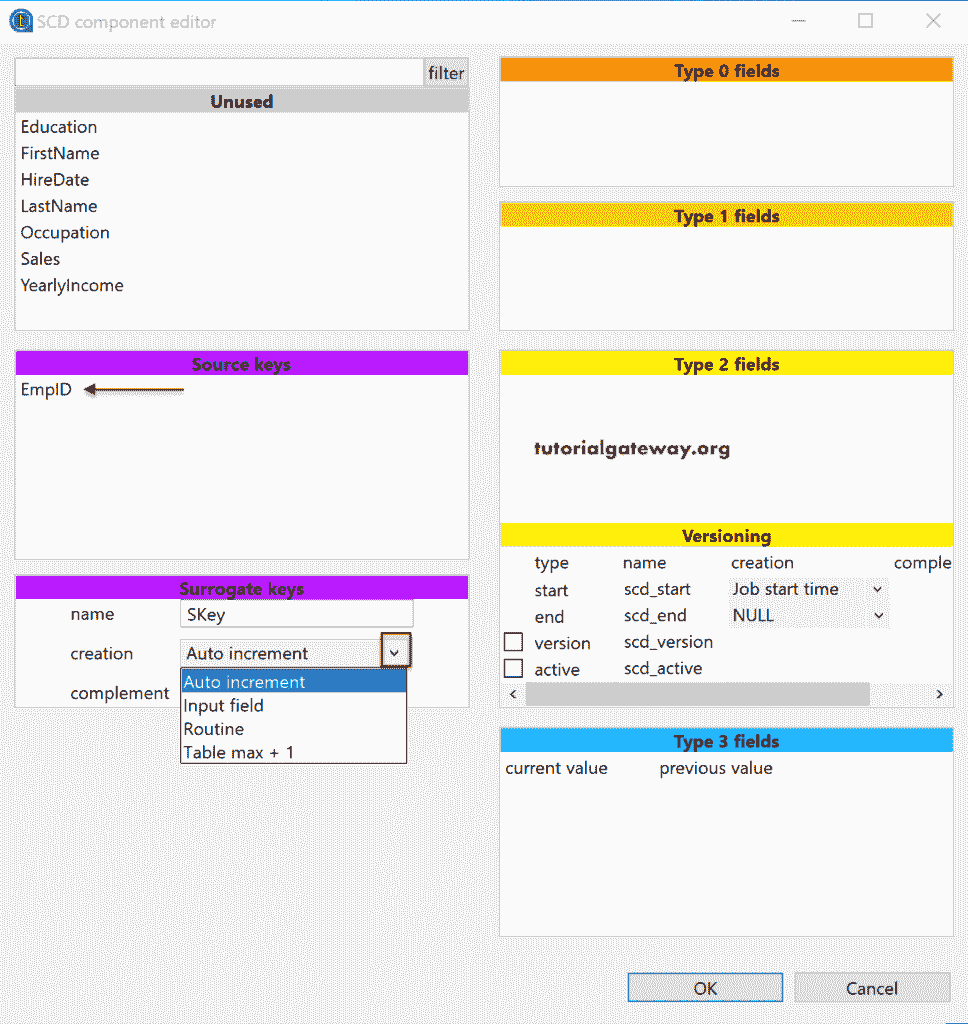 SCD component editor
filter
Unused
Education
FirstName
HireDate
LastName
Occupation
Sales
YearlyIncome
Source keys
EmpID
Surrogate keys
name SKey
creation Auto increment
complement
Auto increment
Input field
Routine
Table max + 1
Type 0 fields
Type 1 fields
Type 2 fields
tutorialgateway.org
Versioning
type name creation comple
start scd_start Job start time
end scd_end NULL
version scd_version
active scd_active
Type 3 fields
current value previous value
OK Cancel